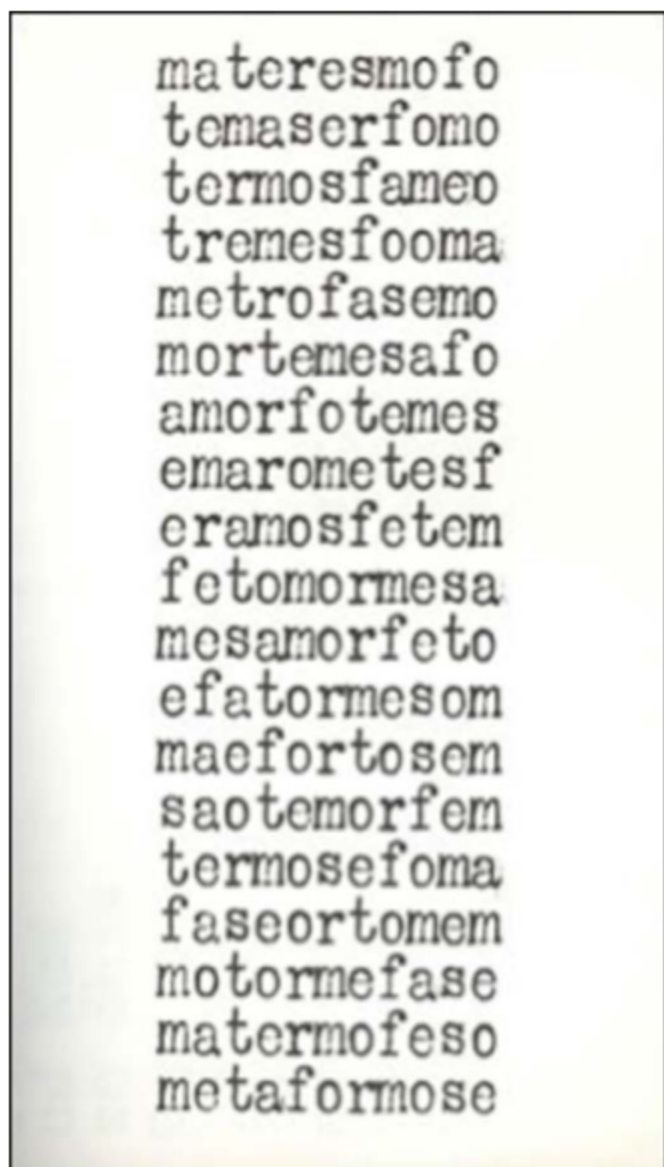 materesmofo
temaserfomo
termosfameo
tremesfooma
metrofasemo
mortemesafo
amorfotemes
emarometesf
eramosfetem
fetomormesa
mesamorfeto
efatormesom
maefortosem
saotemorfem
termosefoma
faseortomem
motormefase
matermofeso
metaformose